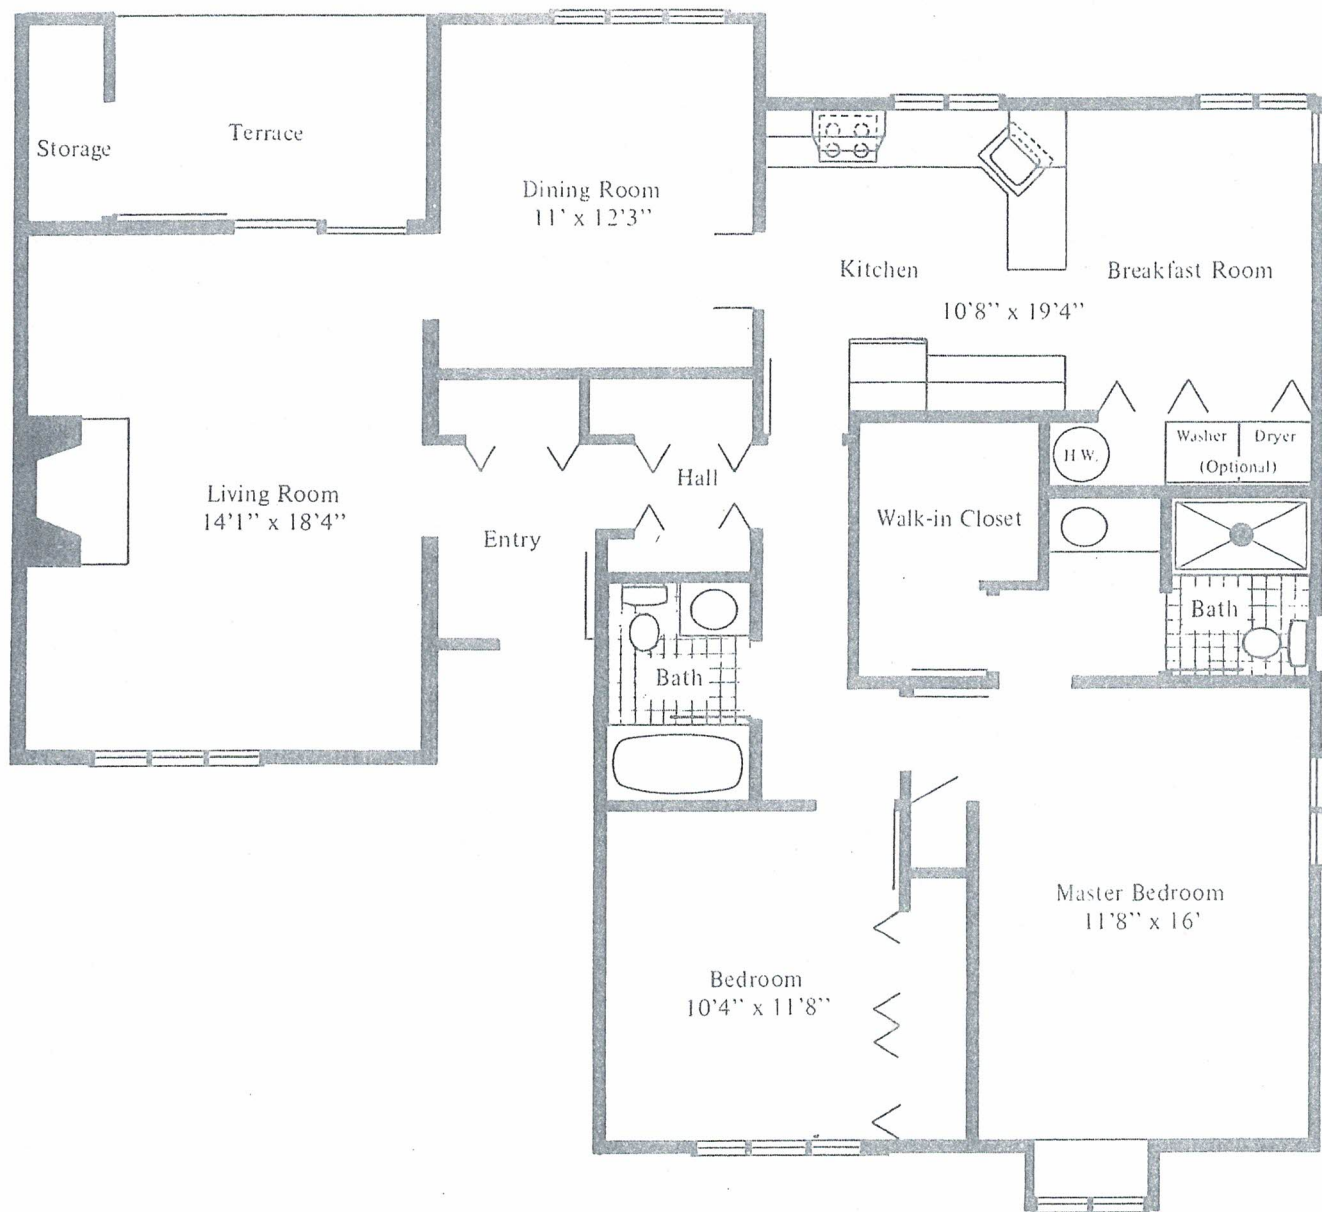 Storage
Terrace
Dining Room
11' x 12'3''
Kitchen
Breakfast Room
10'8'' x 19'4''
Living Room
14'1'' x 18'4''
Entry
Hall
Walk-in Closet
H.W.
Washer
Dryer
(Optional)
Bath
Bath
Bedroom
10'4'' x 11'8''
Master Bedroom
11'8'' x 16'